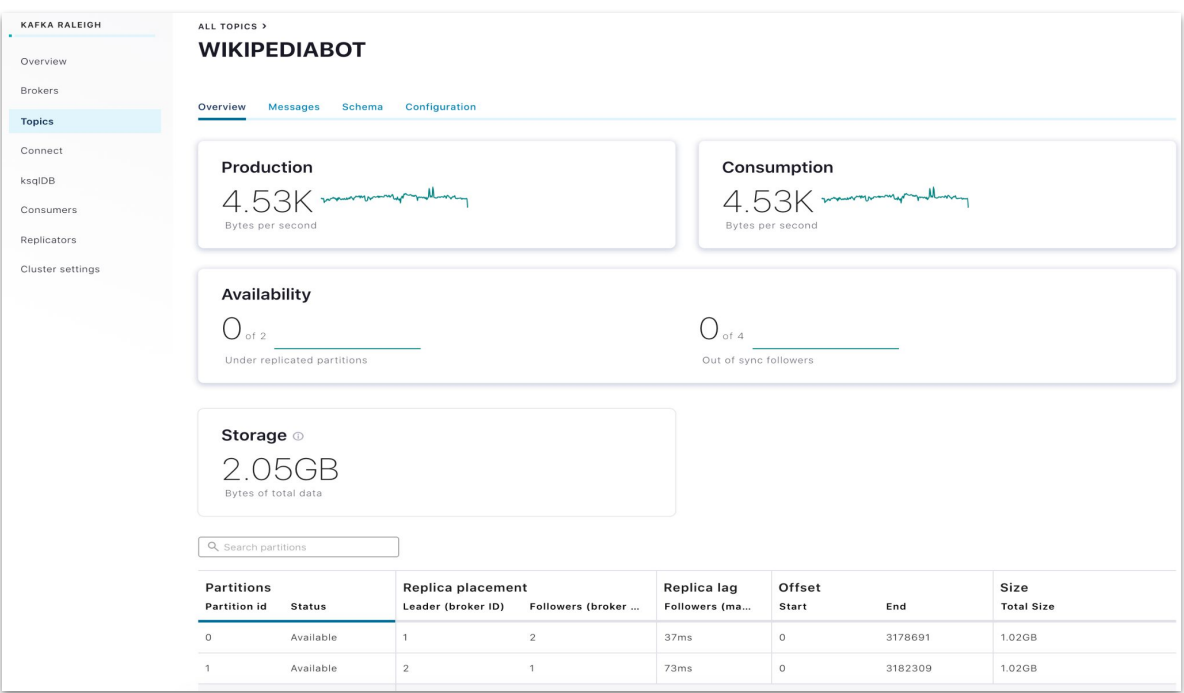 KAFKA RALEIGH
Overview
Brokers
Topics
Connect
ksqlDB
Consumers
Replicators
Cluster settings
ALL TOPICS >
WIKIPEDIABOT
Overview Messages Schema Configuration
Production
4.53K
Bytes per second
Consumption
4.53K
Bytes per second
Availability
0 of 2
Under replicated partitions
0 of 4
Out of sync followers
Storage
2.05GB
Bytes of total data
Search partitions
Partitions Replica placement Replica lag Offset Size
Partition id Status Leader (broker ID) Followers (broker ... Followers (ma... Start End Total Size
0 Available 1 2 37ms 0 3178691 1.02GB
1 Available 2 1 73ms 0 3182309 1.02GB